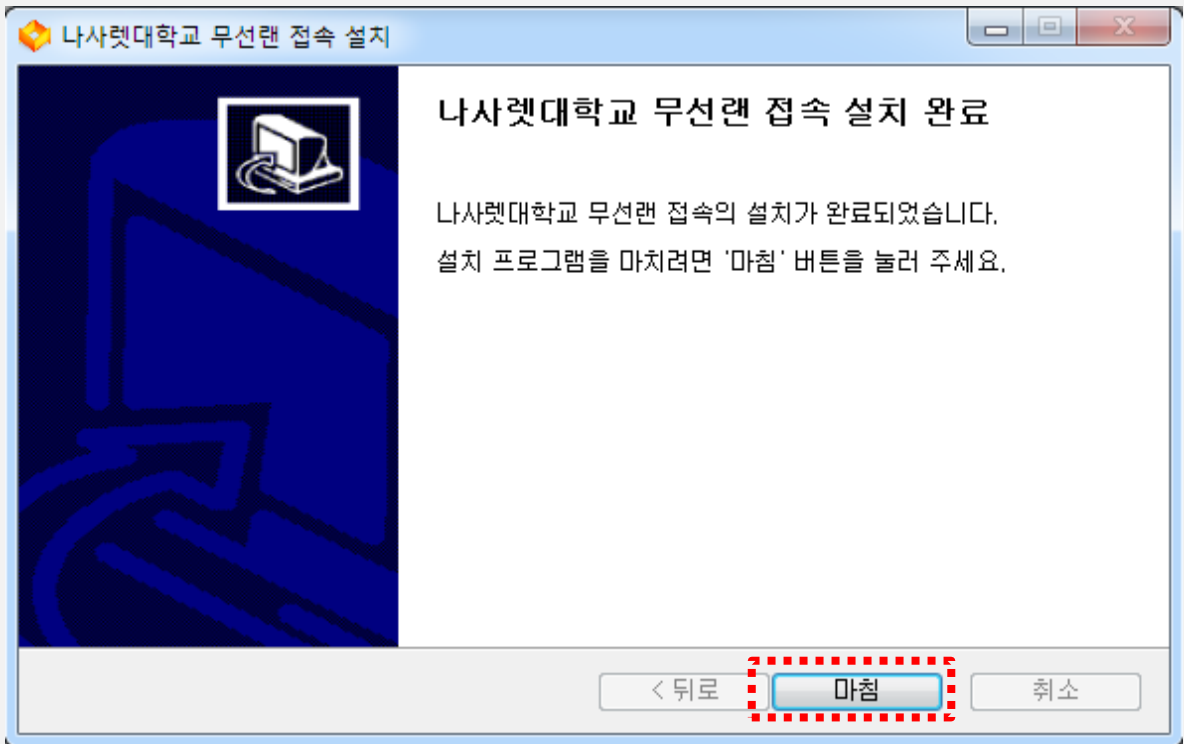 나사렛대학교 무선랜 접속 설치
나사렛대학교 무선랜 접속 설치 완료
나사렛대학교 무선랜 접속의 설치가 완료되었습니다.
설치 프로그램을 마치려면 '마침' 버튼을 눌러 주세요.
< 뒤로 마침 취소